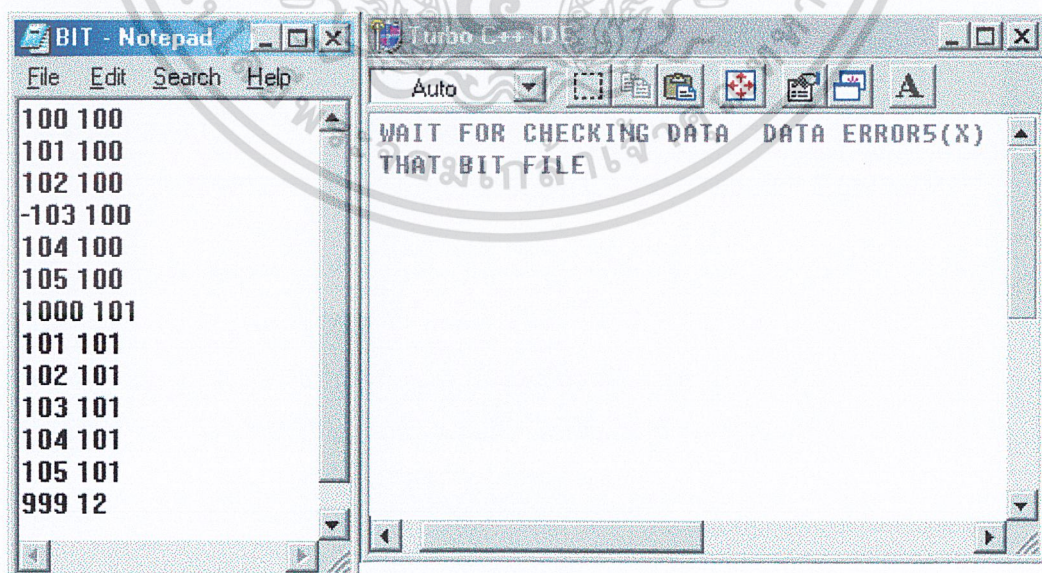 BIT - Notepad
File Edit Search Help
100 100
101 100
102 100
-103 100
104 100
105 100
1000 101
101 101
102 101
103 101
104 101
105 101
999 12
Turbo C++ IDE
Auto
A
WAIT FOR CHECKING DATA DATA ERROR5(X)
THAT BIT FILE